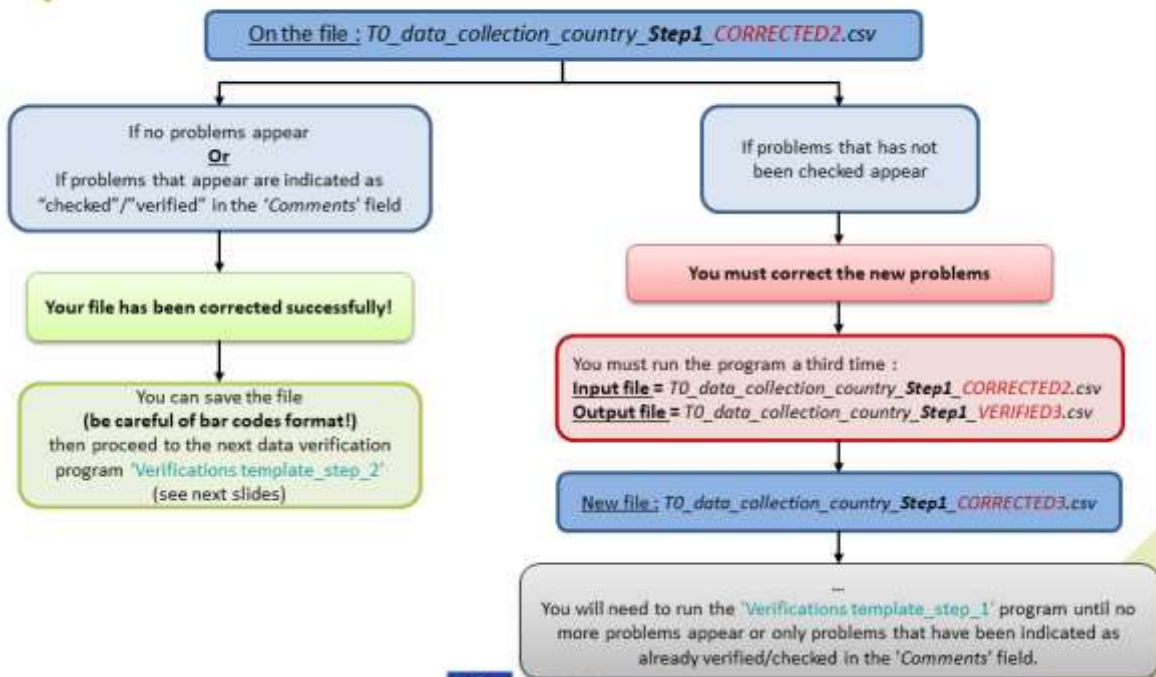 On the file : T0_data_collection_country_Step1_CORRECTED2.csv
If no problems appear
Or
If problems that appear are indicated as
“checked”/”verified” in the ‘Comments’ field
Your file has been corrected successfully!
You can save the file
(be careful of bar codes format!)
then proceed to the next data verification
program ‘Verifications template_step_2’
(see next slides)
If problems that has not
been checked appear
You must correct the new problems
You must run the program a third time :
Input file = T0_data_collection_country_Step1_CORRECTED2.csv
Output file = T0_data_collection_country_Step1_VERIFIED3.csv
New file : T0_data_collection_country_Step1_CORRECTED3.csv
...
You will need to run the ‘Verifications template_step_1’ program until no
more problems appear or only problems that have been indicated as
already verified/checked in the ‘Comments’ field.